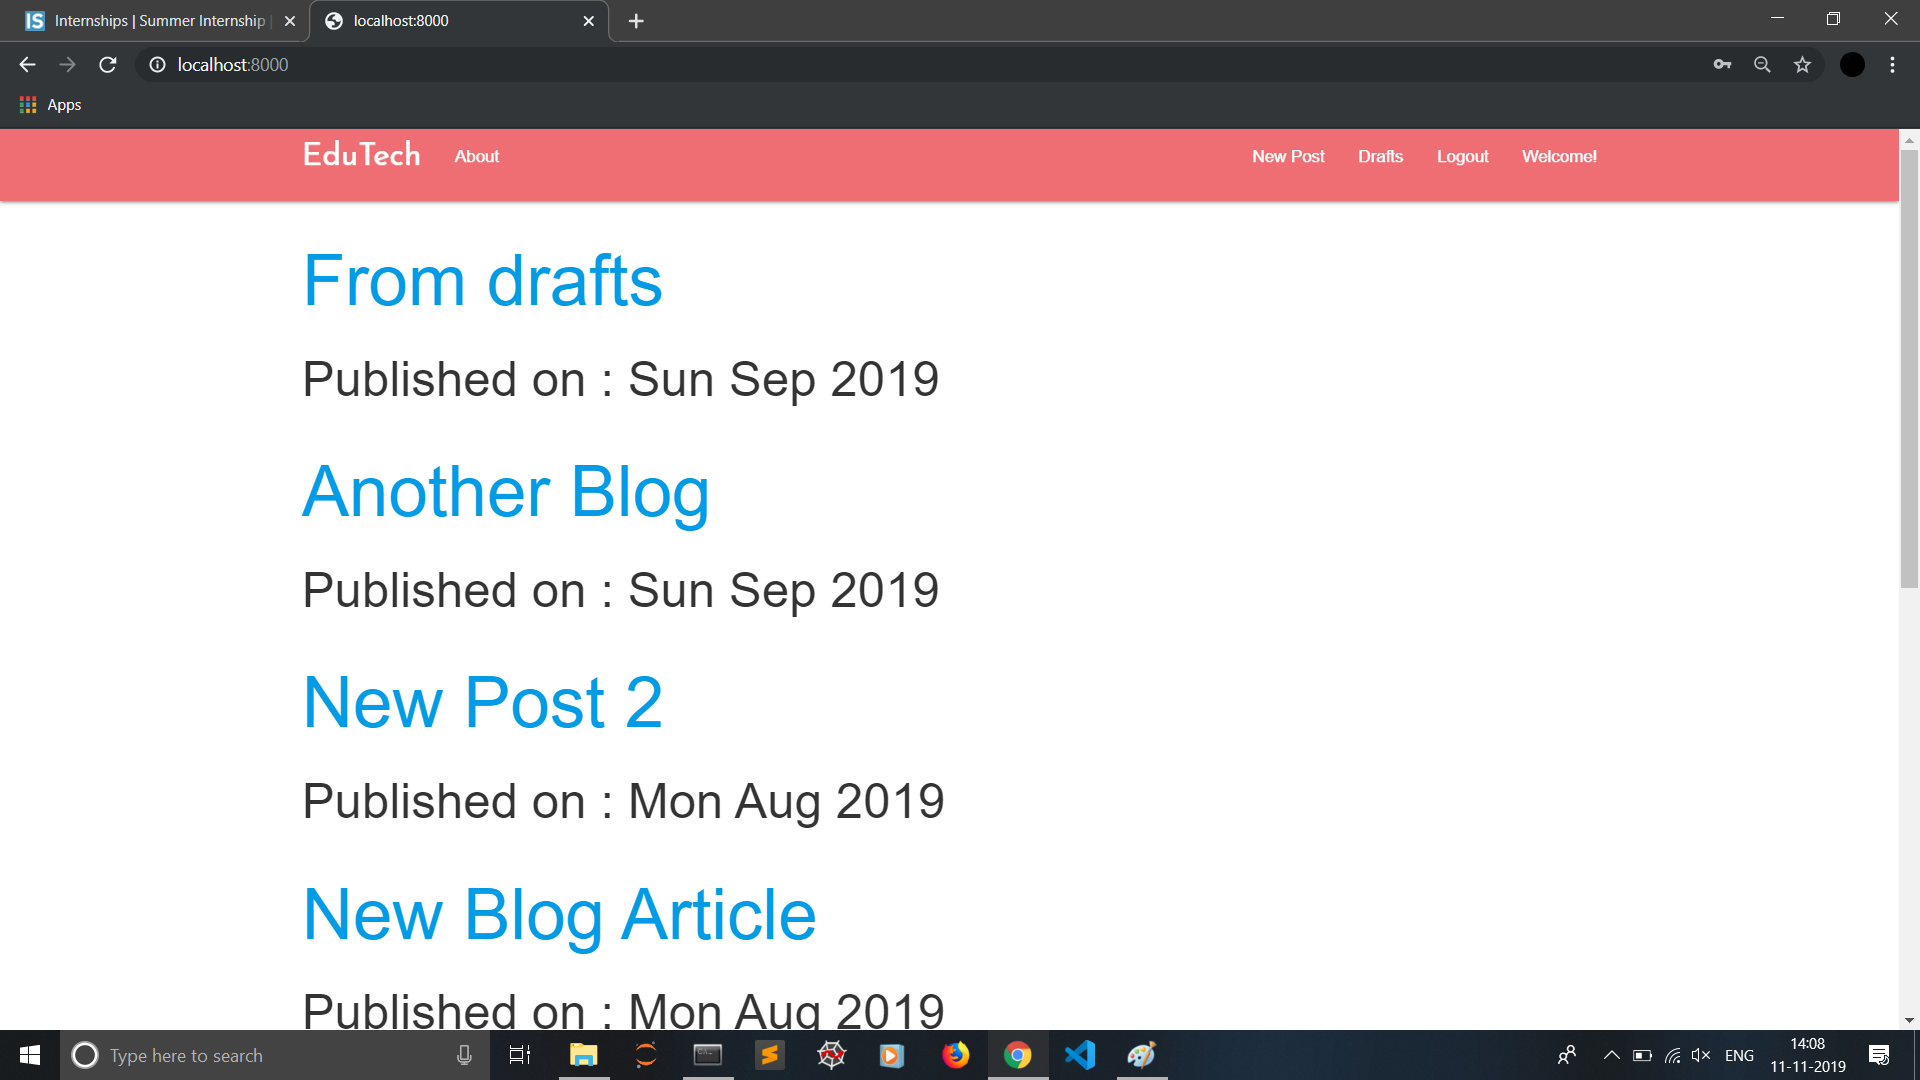 Internships | Summer Internship |
localhost:8000
localhost:8000
Apps
EduTech About New Post Drafts Logout Welcome!
From drafts
Published on : Sun Sep 2019
Another Blog
Published on : Sun Sep 2019
New Post 2
Published on : Mon Aug 2019
New Blog Article
Published on : Mon Aug 2019
Type here to search
ENG
14:08
11-11-2019